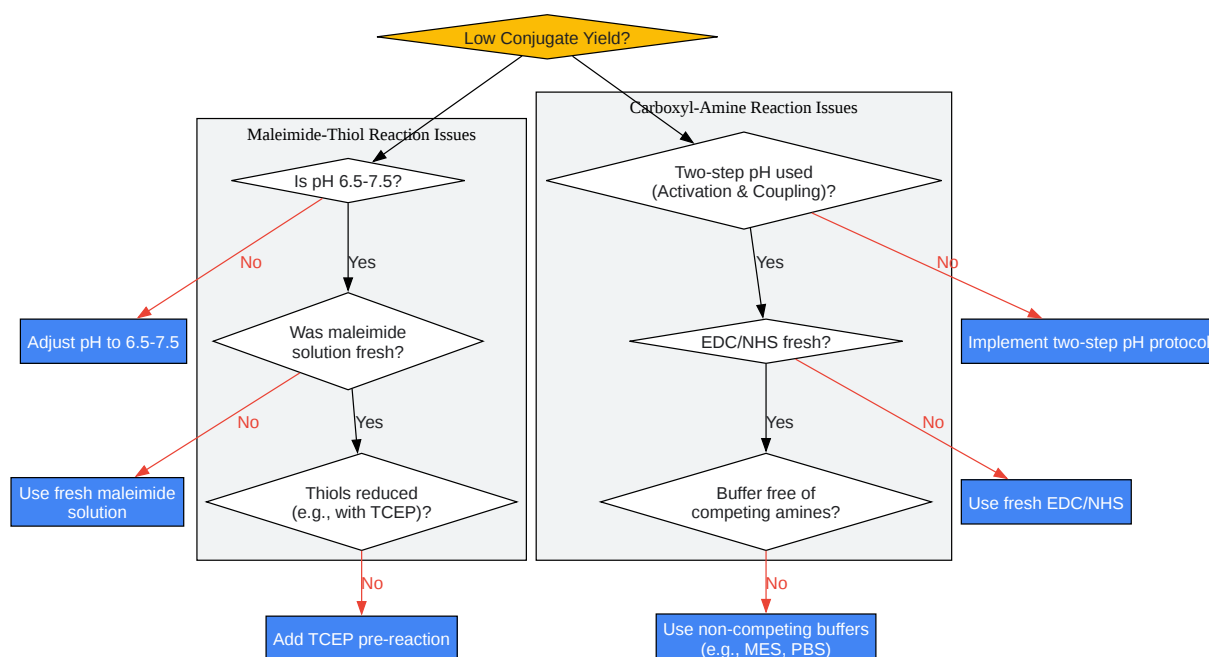 Low Conjugate Yield?
Maleimide-Thiol Reaction Issues
Is pH 6.5-7.5?
No
Yes
Adjust pH to 6.5-7.5
Was maleimide
solution fresh?
No
Yes
Use fresh maleimide
solution
Thiols reduced
(e.g., with TCEP)?
No
Add TCEP pre-reaction
Carboxyl-Amine Reaction Issues
Two-step pH used
(Activation & Coupling)?
Yes
No
Implement two-step pH protocol
EDC/NHS fresh?
Yes
No
Use fresh EDC/NHS
Buffer free of
competing amines?
No
Use non-competing buffers
(e.g., MES, PBS)